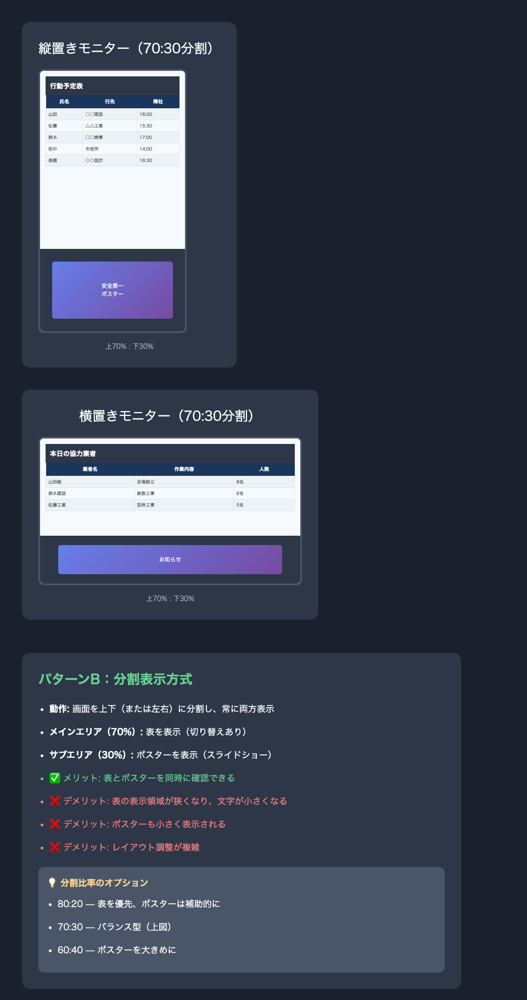 縦置きモニター（70:30分割）
行動予定表
氏名 行先 帰社
山田 〇〇建設 16:00
佐藤 △△工業 15:30
鈴木 □□商事 17:00
田中 市役所 14:00
高橋 ◇◇設計 16:30
安全第一
ポスター
上70% : 下30%
横置きモニター（70:30分割）
本日の協力業者
業者名 作業内容 人数
山田組 足場組立 8名
鈴木建設 鉄筋工事 6名
佐藤工業 型枠工事 5名
お知らせ
上70% : 下30%
パターンB：分割表示方式
• 動作: 画面を上下（または左右）に分割し、常に両方表示
• メインエリア（70%）: 表を表示（切り替えあり）
• サブエリア（30%）: ポスターを表示（スライドショー）
• ✅ メリット: 表とポスターを同時に確認できる
• ❌ デメリット: 表の表示領域が狭くなり、文字が小さくなる
• ❌ デメリット: ポスターも小さく表示される
• ❌ デメリット: レイアウト調整が複雑
💡 分割比率のオプション
• 80:20 — 表を優先、ポスターは補助的に
• 70:30 — バランス型（上図）
• 60:40 — ポスターを大きめに